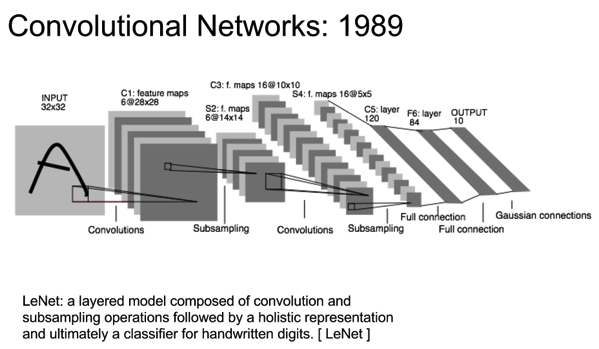 Convolutional Networks: 1989
INPUT
32x32
C1: feature maps
6@28x28
S2: f. maps
6@14x14
C3: f. maps 16@10x10
S4: f. maps 16@5x5
C5: layer
120
F6: layer
84
OUTPUT
10
Convolutions
Subsampling
Convolutions
Subsampling
Full connection
Full connection
Gaussian connections
LeNet: a layered model composed of convolution and
subsampling operations followed by a holistic representation
and ultimately a classifier for handwritten digits. [ LeNet ]